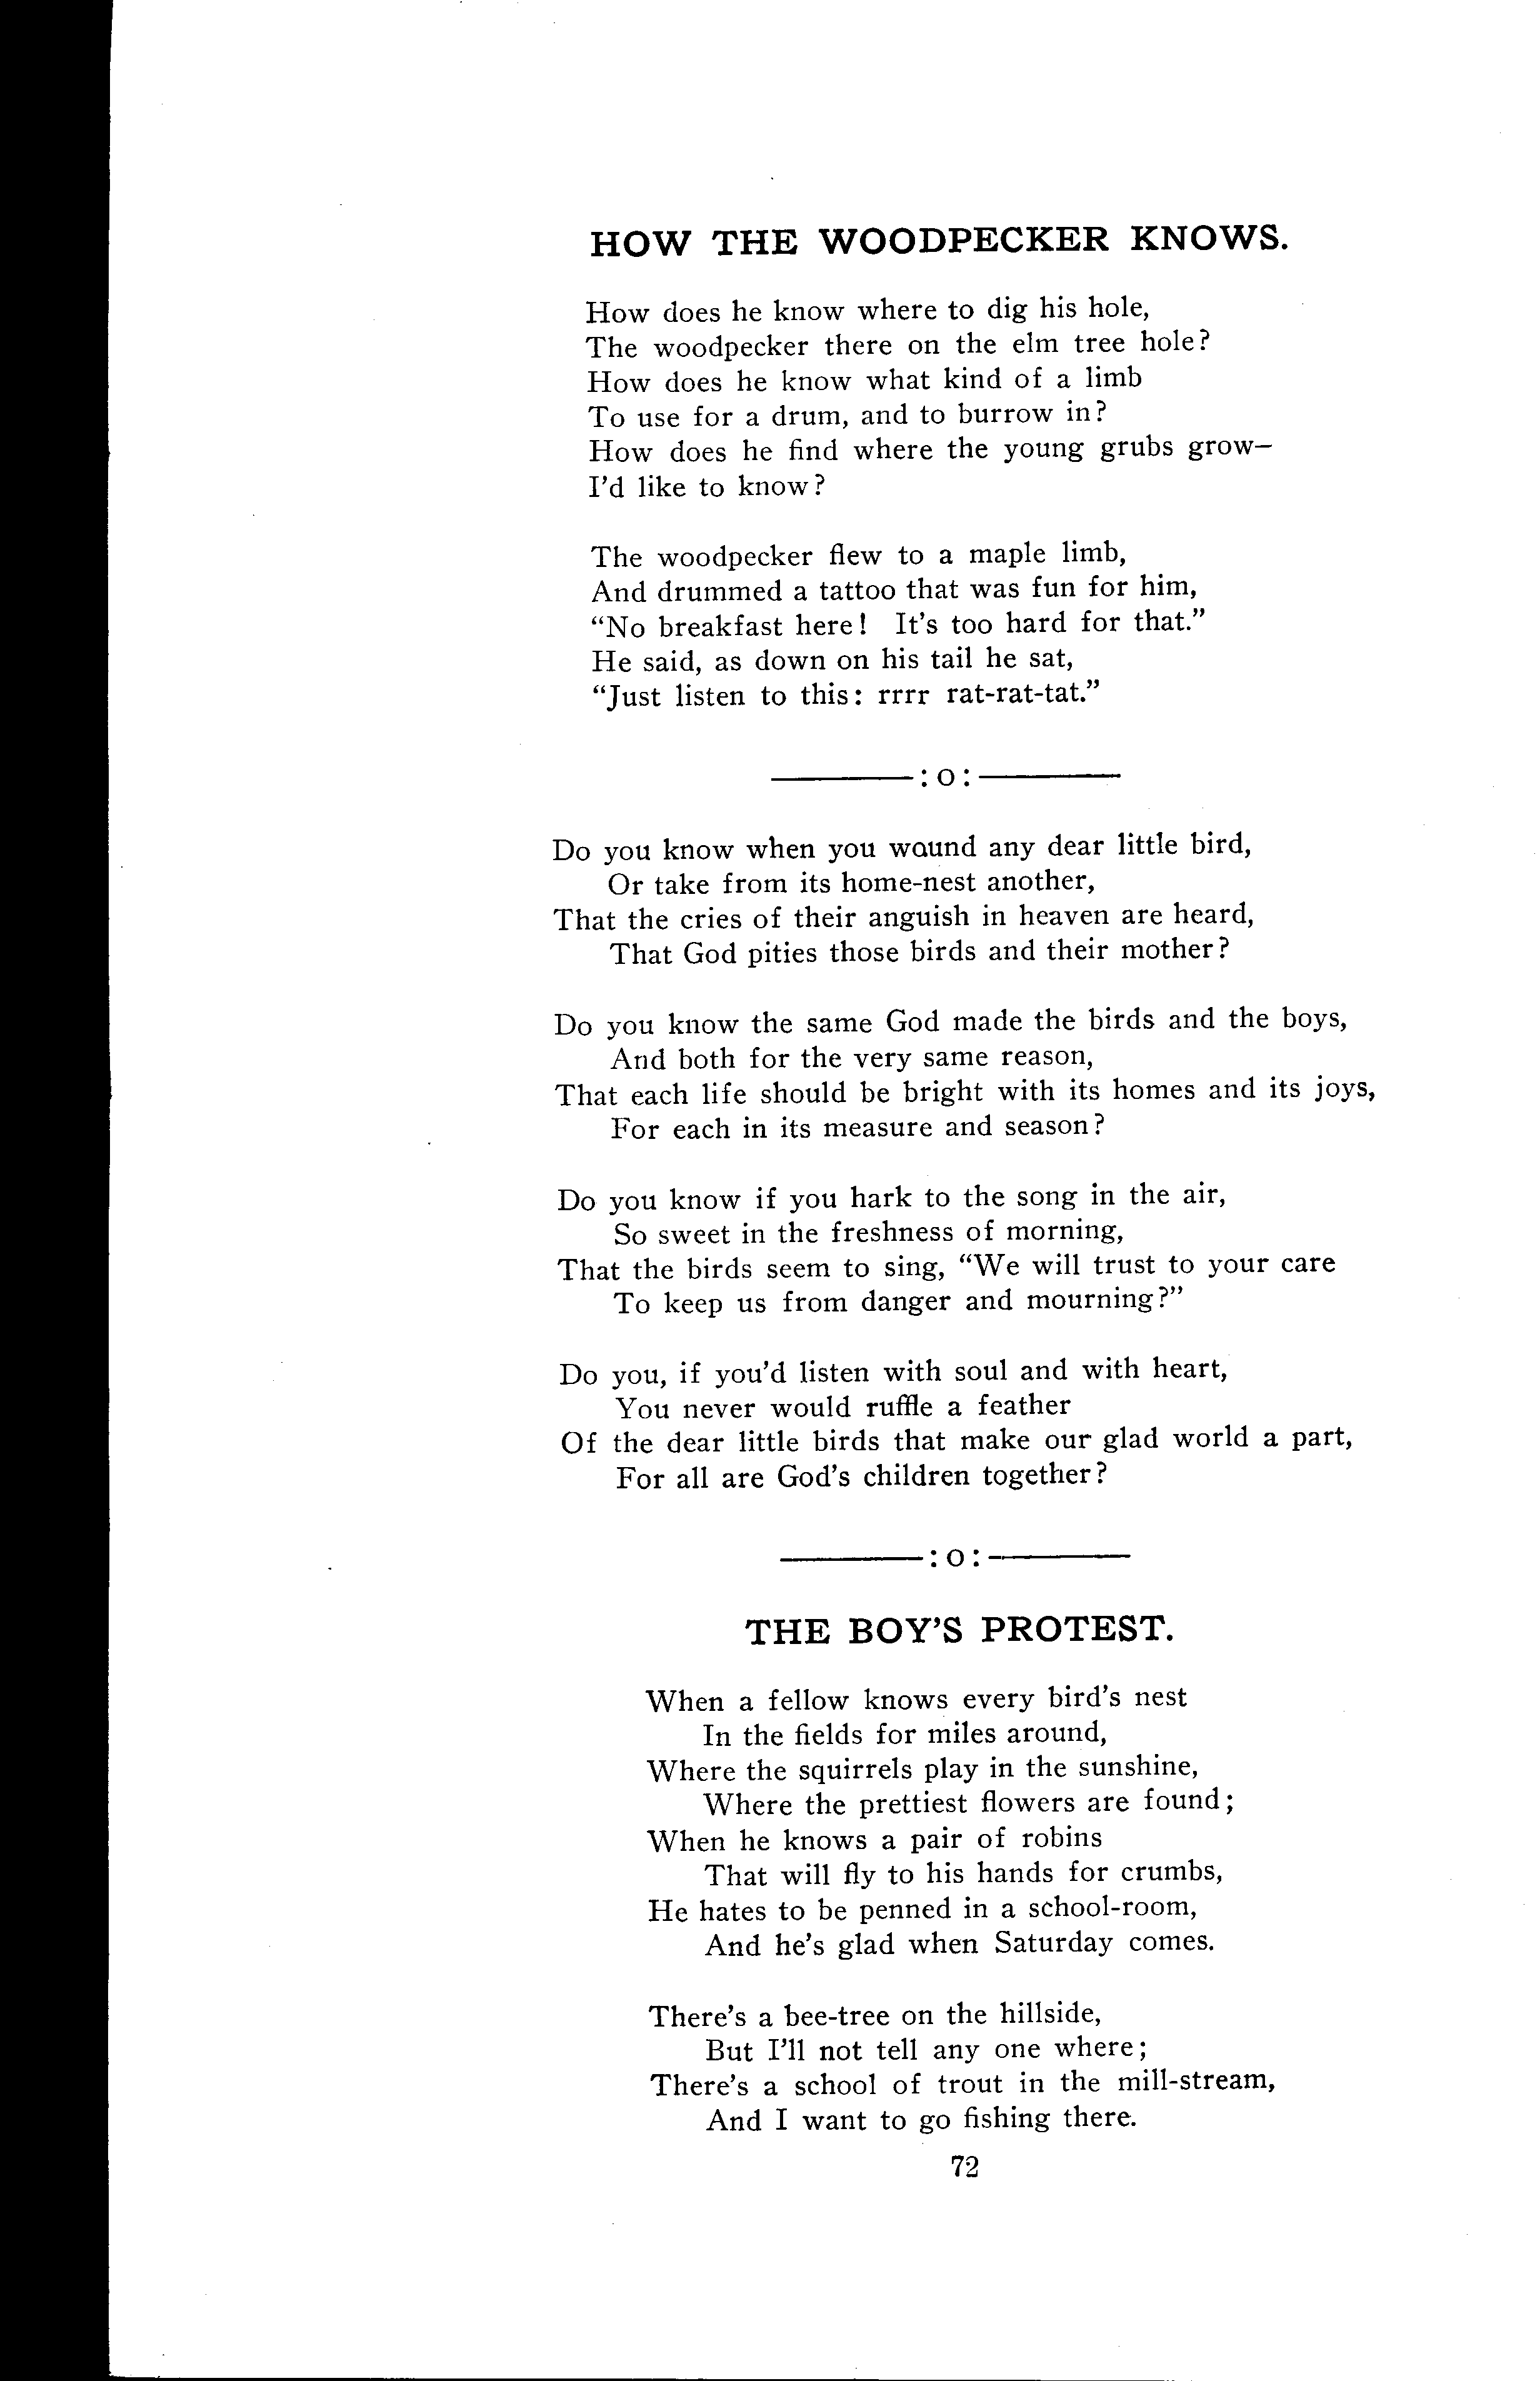 HOW THE WOODPECKER KNOWS.
How does he know where to dig his hole,
The woodpecker there on the elm tree hole?
How does he know what kind of a limb
To use for a drum, and to burrow in?
How does he find where the young grubs grow—
I'd like to know?
The woodpecker flew to a maple limb,
And drummed a tattoo that was fun for him,
“No breakfast here! It's too hard for that.”
He said, as down on his tail he sat,
“Just listen to this: rrrr rat-rat-tat.”
———:o:———
Do you know when you wound any dear little bird,
Or take from its home-nest another,
That the cries of their anguish in heaven are heard,
That God pities those birds and their mother?
Do you know the same God made the birds and the boys,
And both for the very same reason,
That each life should be bright with its homes and its joys,
For each in its measure and season?
Do you know if you hark to the song in the air,
So sweet in the freshness of morning,
That the birds seem to sing, “We will trust to your care
To keep us from danger and mourning?”
Do you, if you'd listen with soul and with heart,
You never would ruffle a feather
Of the dear little birds that make our glad world a part,
For all are God's children together?
———:o:———
THE BOY'S PROTEST.
When a fellow knows every bird's nest
In the fields for miles around,
Where the squirrels play in the sunshine,
Where the prettiest flowers are found;
When he knows a pair of robins
That will fly to his hands for crumbs,
He hates to be penned in a school-room,
And he's glad when Saturday comes.
There's a bee-tree on the hillside,
But I'll not tell any one where;
There's a school of trout in the mill-stream,
And I want to go fishing there.
72